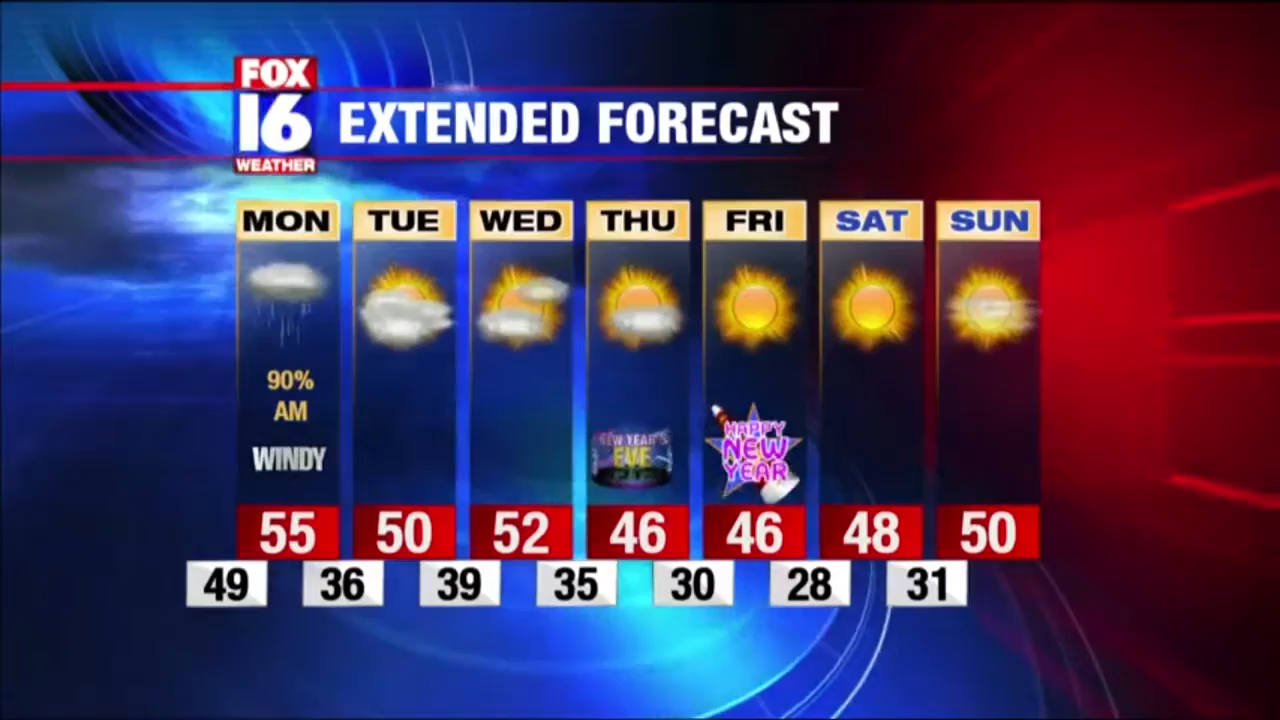 FOX
16
WEATHER
EXTENDED FORECAST
MON TUE WED THU FRI SAT SUN
90%
AM
WINDY
NEW YEAR'S
EVE
HAPPY
NEW
YEAR
55 50 52 46 46 48 50
49 36 39 35 30 28 31